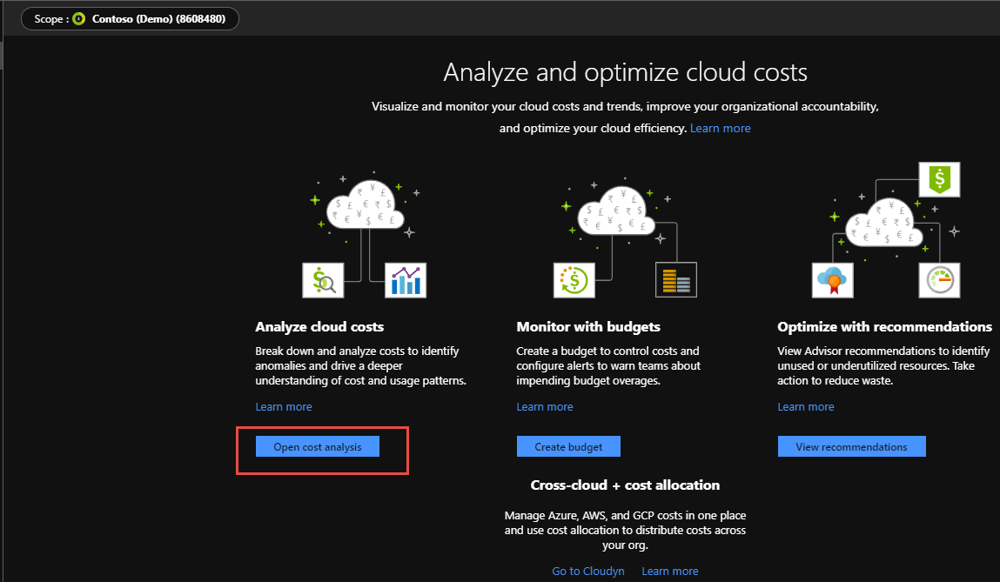 Scope : Contoso (Demo) (8608480)
Analyze and optimize cloud costs
Visualize and monitor your cloud costs and trends, improve your organizational accountability,
and optimize your cloud efficiency. Learn more
Analyze cloud costs
Break down and analyze costs to identify
anomalies and drive a deeper
understanding of cost and usage patterns.
Learn more
Open cost analysis
Monitor with budgets
Create a budget to control costs and
configure alerts to warn teams about
impending budget overages.
Learn more
Create budget
Optimize with recommendations
View Advisor recommendations to identify
unused or underutilized resources. Take
action to reduce waste.
Learn more
View recommendations
Cross-cloud + cost allocation
Manage Azure, AWS, and GCP costs in one place
and use cost allocation to distribute costs across
your org.
Go to Cloudyn Learn more